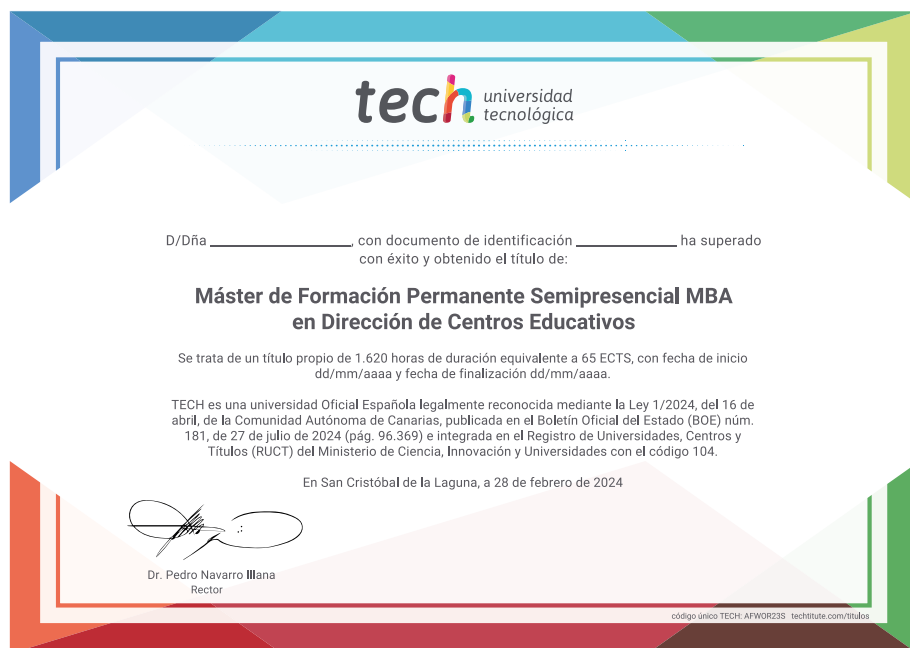 tech universidad
tecnológica
D/Dña ______________, con documento de identificación __________ ha superado
con éxito y obtenido el título de:
Máster de Formación Permanente Semipresencial MBA
en Dirección de Centros Educativos
Se trata de un título propio de 1.620 horas de duración equivalente a 65 ECTS, con fecha de inicio
dd/mm/aaaa y fecha de finalización dd/mm/aaaa.
TECH es una universidad Oficial Española legalmente reconocida mediante la Ley 1/2024, del 16 de
abril, de la Comunidad Autónoma de Canarias, publicada en el Boletín Oficial del Estado (BOE) núm.
181, de 27 de julio de 2024 (pág. 96.369) e integrada en el Registro de Universidades, Centros y
Títulos (RUCT) del Ministerio de Ciencia, Innovación y Universidades con el código 104.
En San Cristóbal de la Laguna, a 28 de febrero de 2024
Dr. Pedro Navarro Illana
Rector
código único TECH: AFWOR23S techtitute.com/titulos